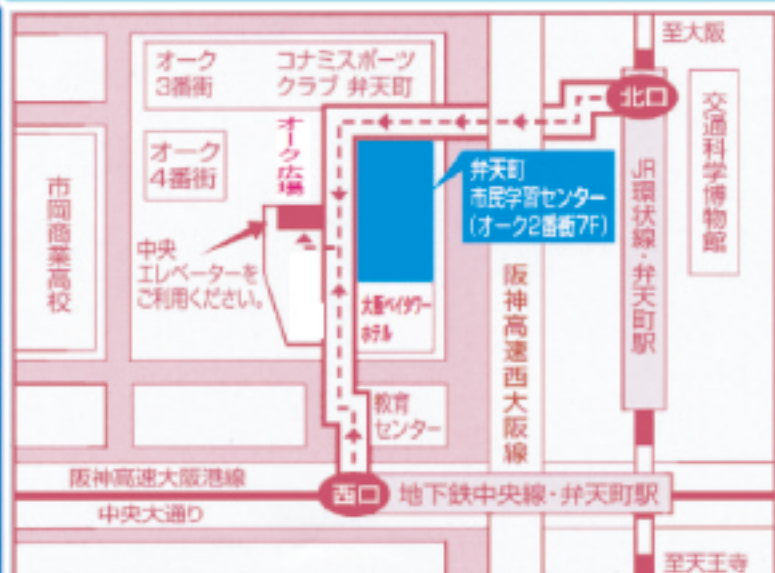 至大阪
オーク
3番街
コナミスポーツ
クラブ 弁天町
北口
交通科学博物館
オーク広場
オーク
4番街
弁天町
市民学習センター
(オーク2番街7F)
JR環状線・弁天町駅
市岡商業高校
中央
エレベーターを
ご利用ください。
阪神高速西大阪線
大阪ベイタワー
ホテル
教育
センター
阪神高速大阪港線
西口
地下鉄中央線・弁天町駅
中央大通り
至天王寺